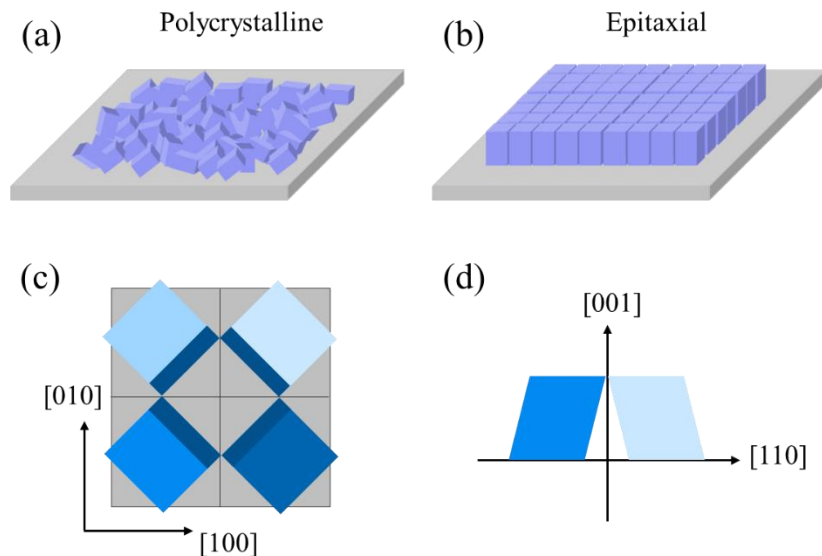 (a) Polycrystalline
(b) Epitaxial
(c)
[010]
[100]
(d)
[001]
[110]